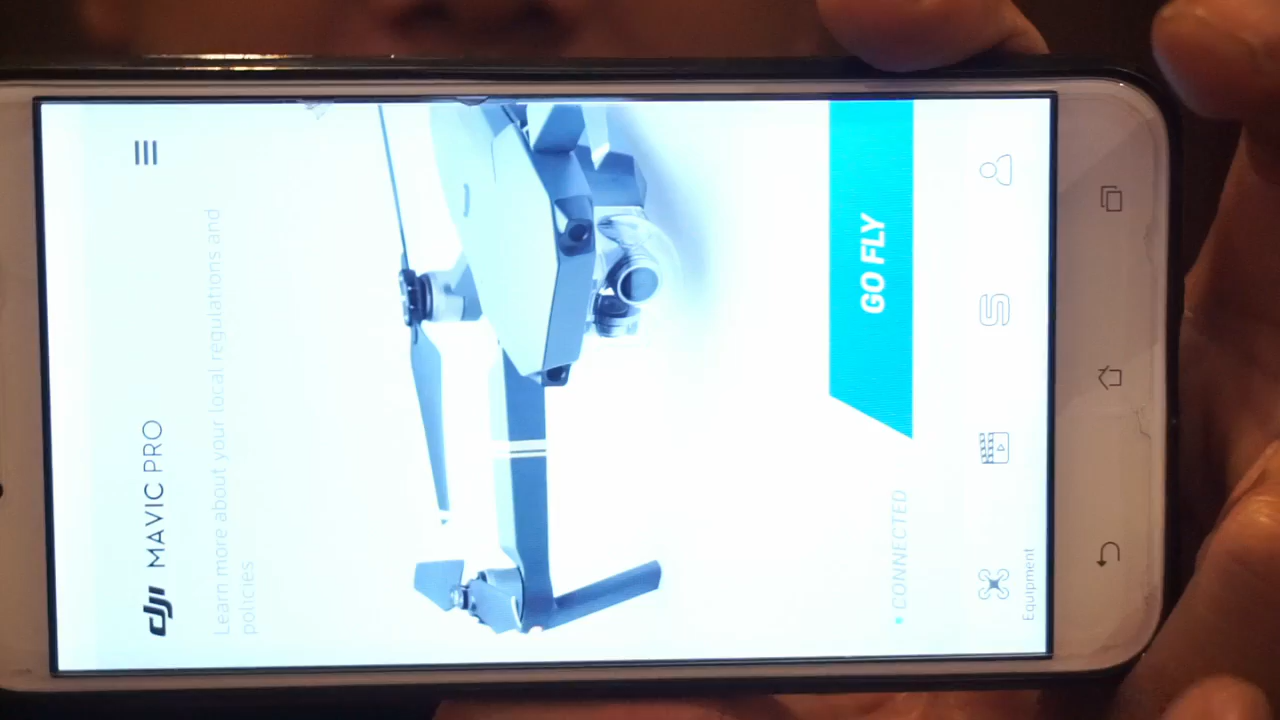 dji MAVIC PRO
Learn more about your local regulations and
policies
CONNECTED
GO FLY
Equipment